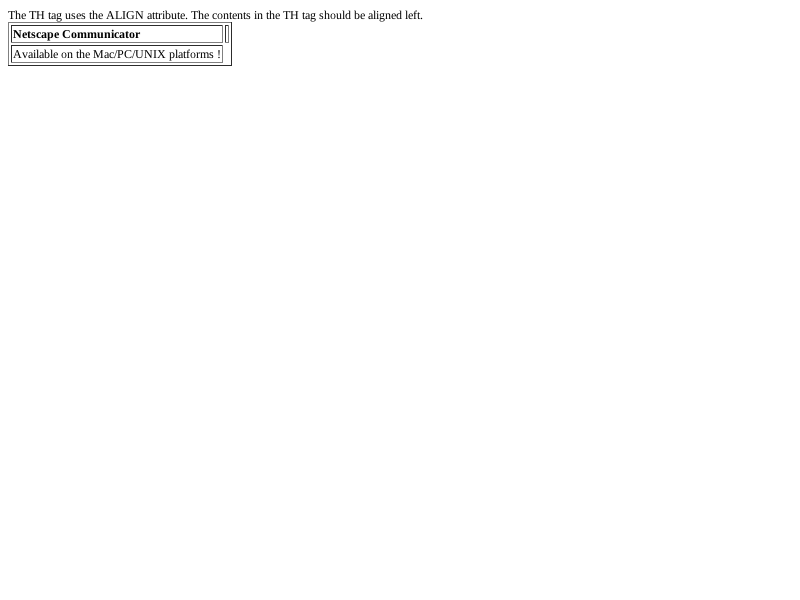 The TH tag uses the ALIGN attribute. The contents in the TH tag should be aligned left.
Netscape Communicator
Available on the Mac/PC/UNIX platforms !